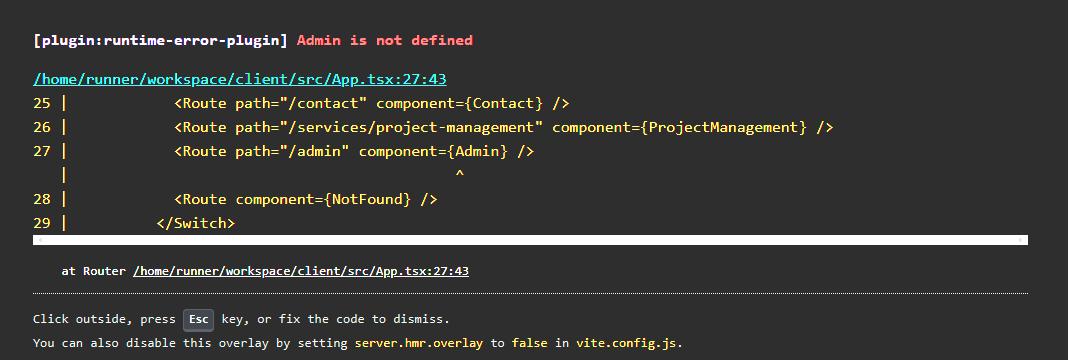 [plugin:runtime-error-plugin] Admin is not defined
/home/runner/workspace/client/src/App.tsx:27:43
25 |            <Route path="/contact" component={Contact} />
26 |            <Route path="/services/project-management" component={ProjectManagement} />
27 |            <Route path="/admin" component={Admin} />
   |                                           ^
28 |            <Route component={NotFound} />
29 |          </Switch>
at Router /home/runner/workspace/client/src/App.tsx:27:43
Click outside, press Esc key, or fix the code to dismiss.
You can also disable this overlay by setting server.hmr.overlay to false in vite.config.js.